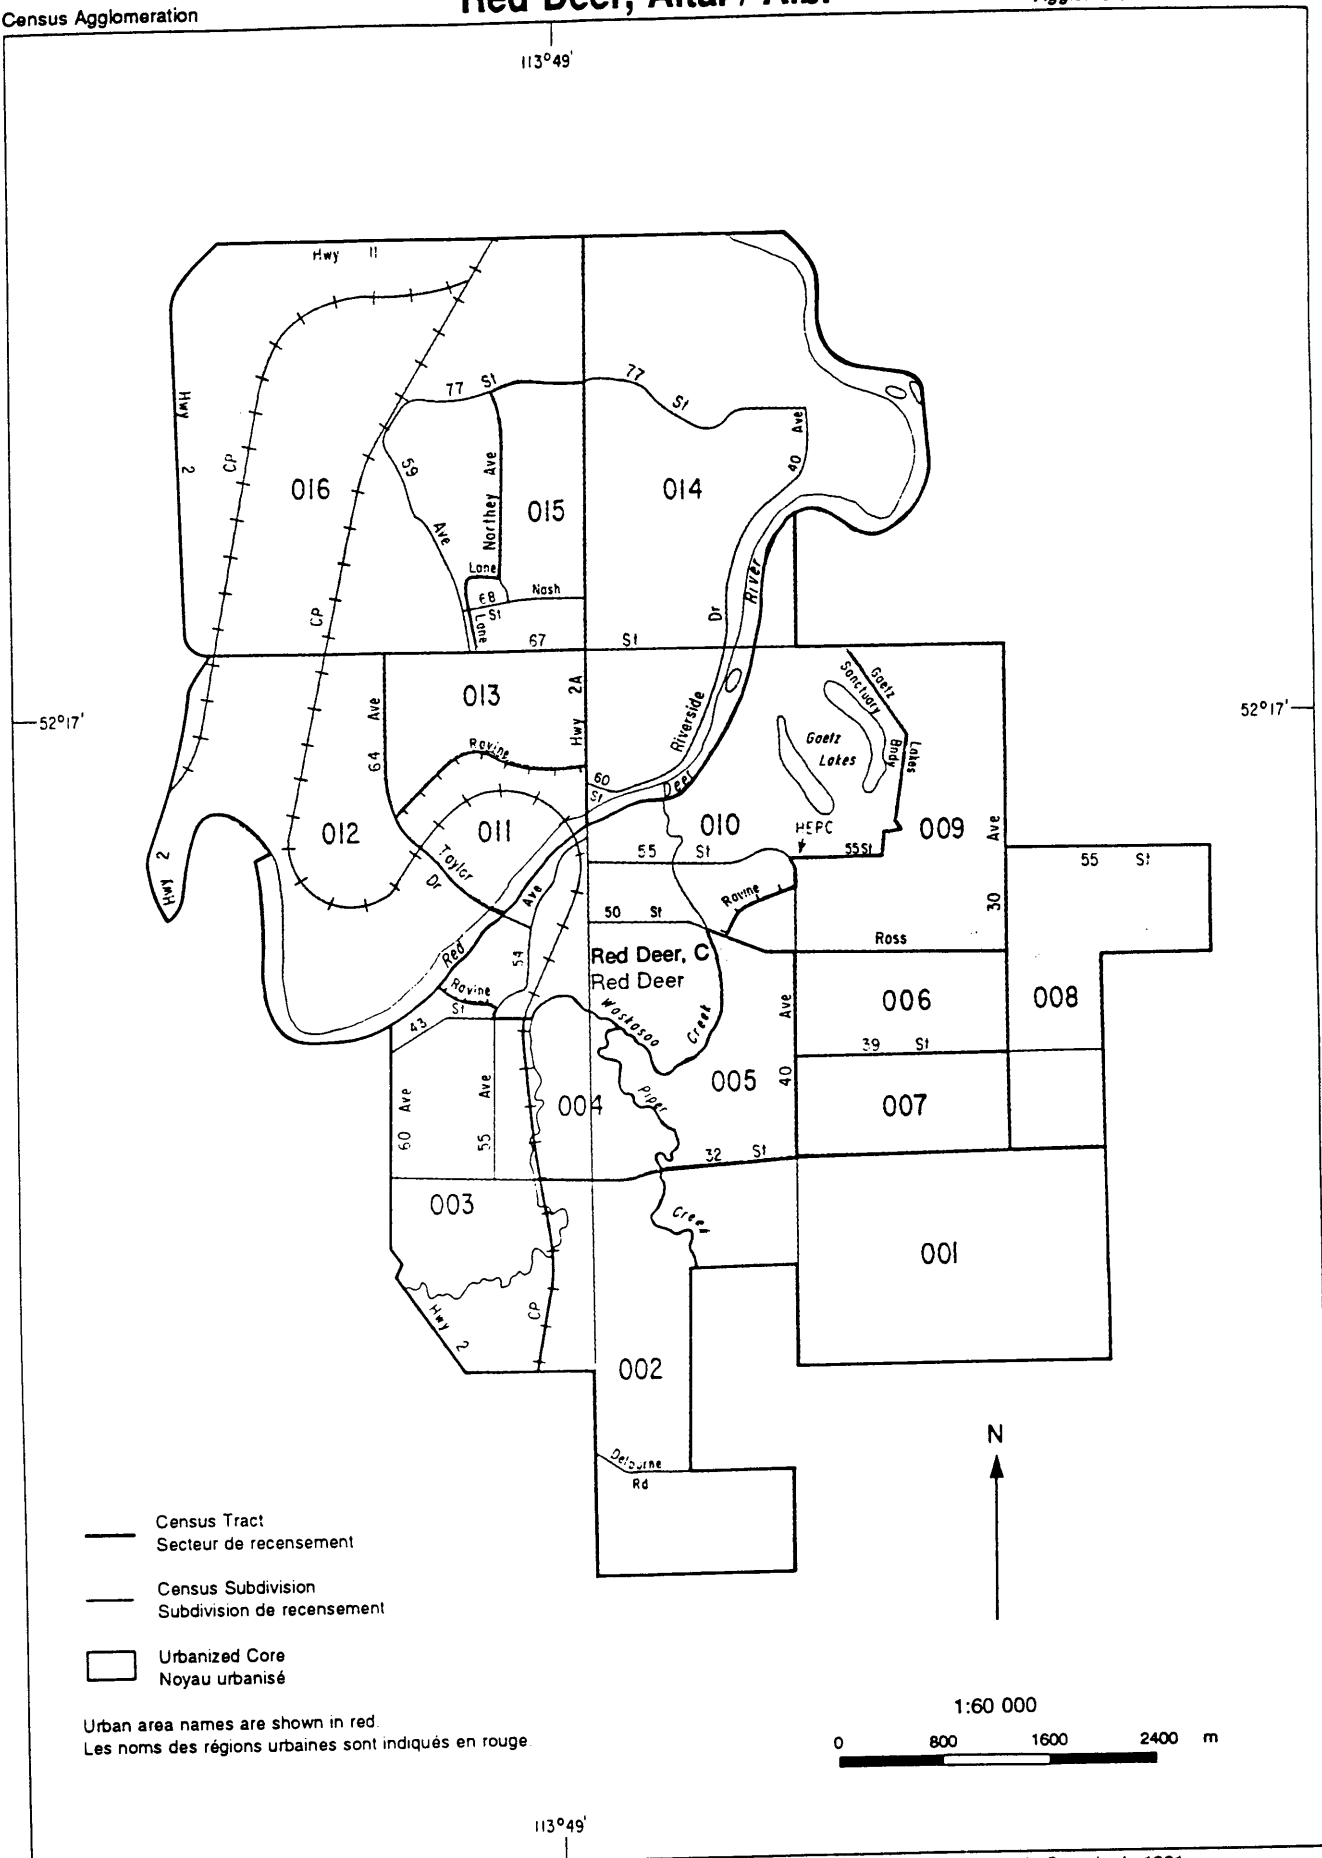 Census Agglomeration
Red Deer, Alta. / Alb.
113°49'
Hwy 11
77 St
77
St
Hwy
2
CP
016
59
Ave
Northey Ave
015
014
40 Ave
Lane
68
St
Nash
Lane
CP
67 St
Dr
River
52°17'
52°17'
013
64 Ave
Hwy 2A
Ravine
Riverside
Gaetz
Sanctuary
Lakes
Bndy
Gaetz
Lakes
60
St
Deer
012
011
010
HEPC
009
Taylor
Dr
55 St
55 St
55 St
Hwy 2
Ave
30 Ave
Ravine
50 St
Ross
Red
54
Red Deer, C
Red Deer
Ravine
43 St
Waskasoo
Creek
40 Ave
006
008
39 St
60 Ave
55 Ave
004
Piper
005
007
32 St
003
Creek
001
Hwy 2
CP
002
Delburne
Rd
N
Census Tract
Secteur de recensement
Census Subdivision
Subdivision de recensement
Urbanized Core
Noyau urbanisé
Urban area names are shown in red.
Les noms des régions urbaines sont indiqués en rouge.
1:60 000
0 800 1600 2400 m
113°49'